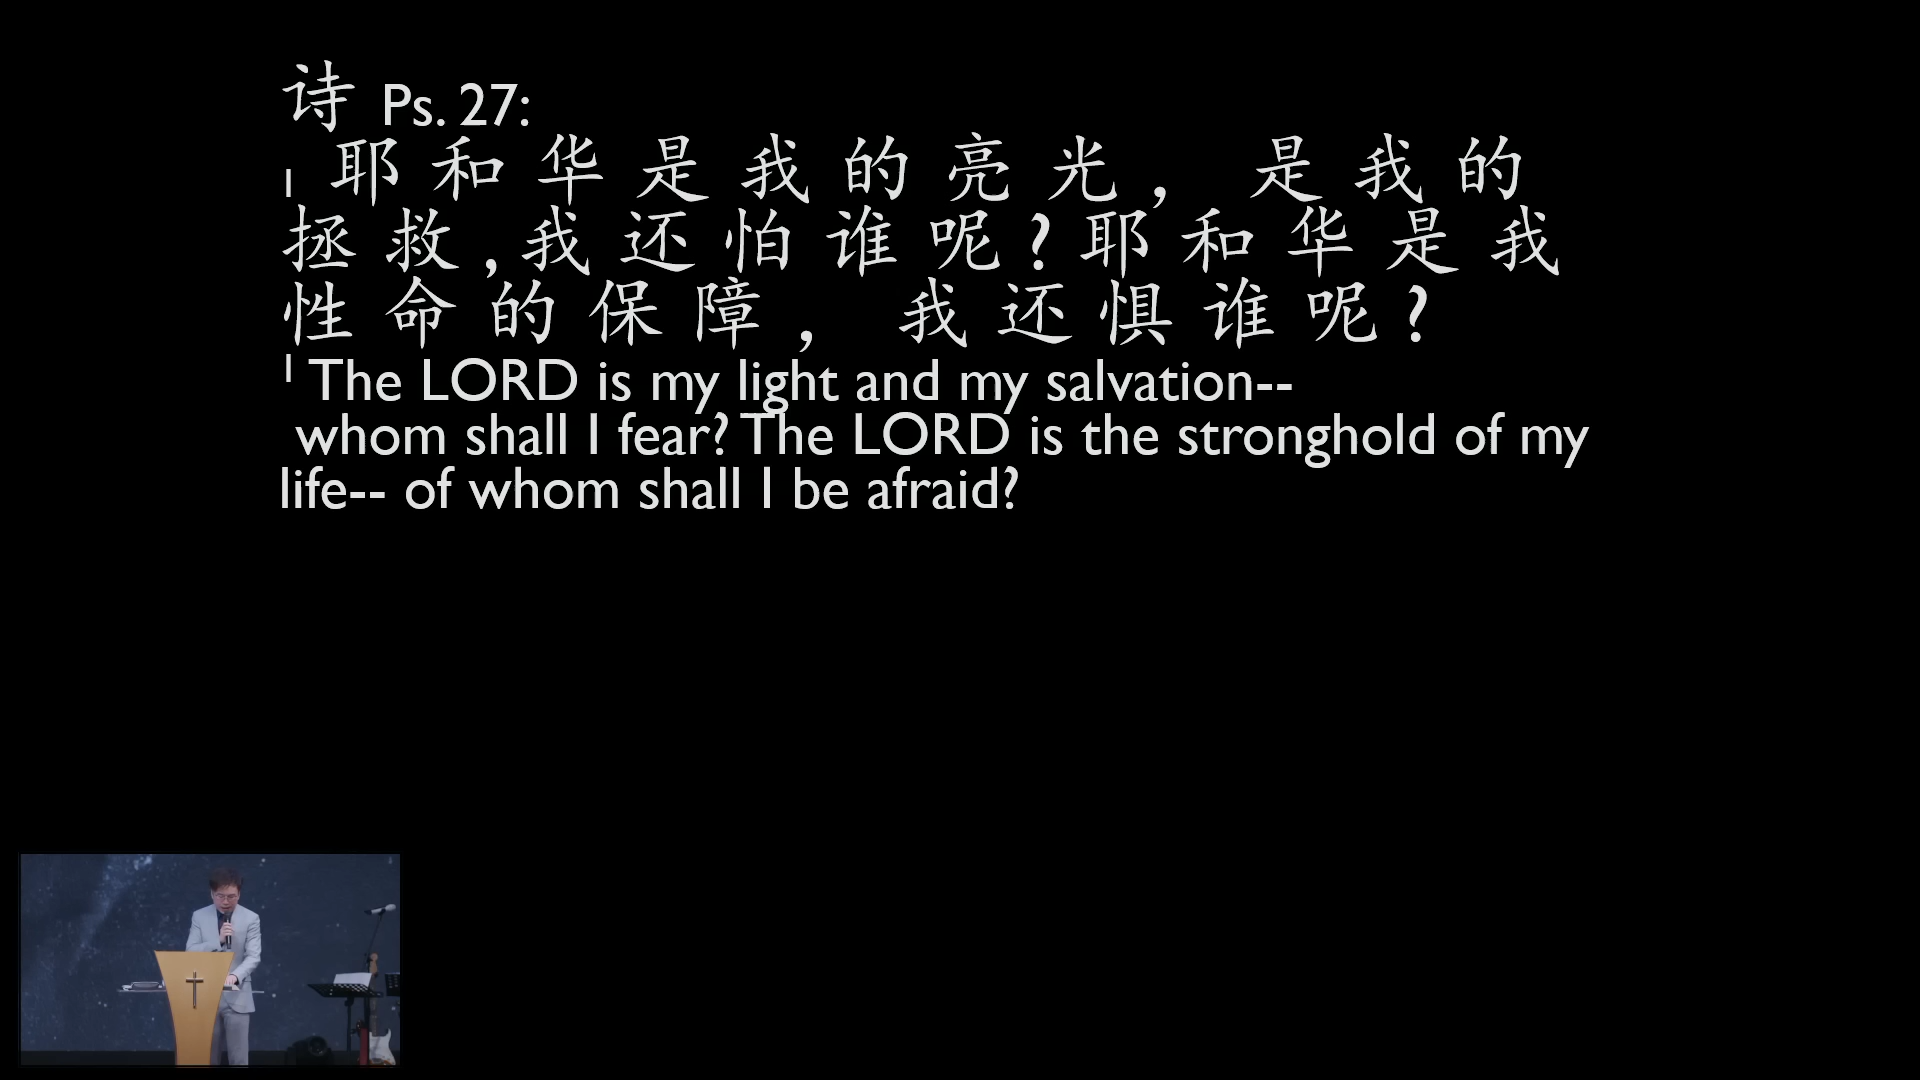 诗 Ps. 27:
1 耶和华是我的亮光, 是我的
拯救,我还怕谁呢?耶和华是我
性命的保障, 我还惧谁呢?
1 The LORD is my light and my salvation--
whom shall I fear? The LORD is the stronghold of my
life-- of whom shall I be afraid?